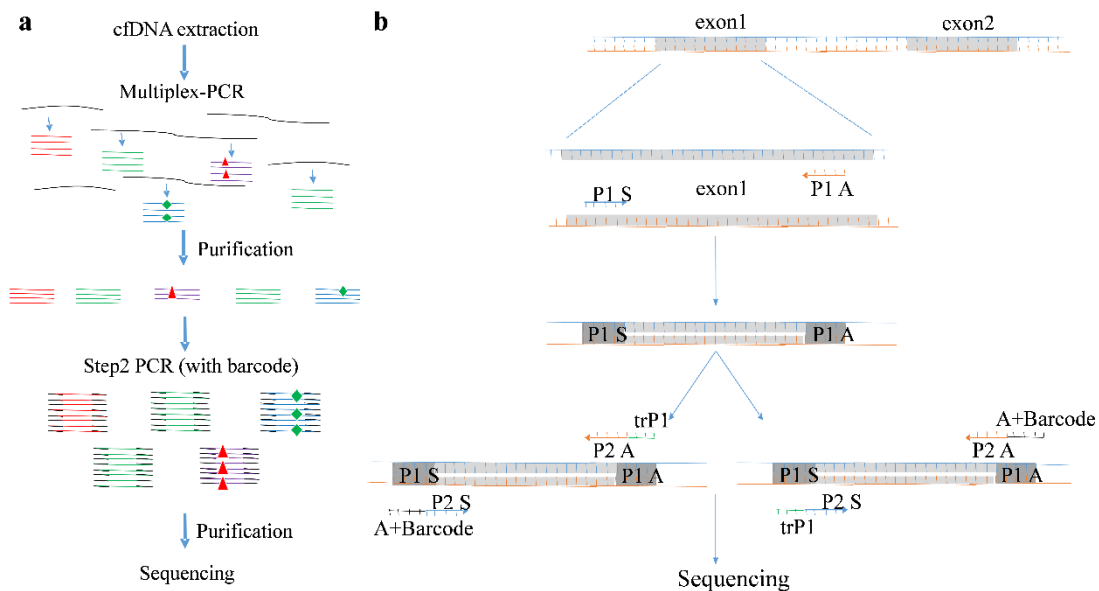 a
cfDNA extraction
Multiplex-PCR
Purification
Step2 PCR (with barcode)
Purification
Sequencing
b
exon1 exon2
P1 A
P1 S exon1
P1 S P1 A
trP1 A+Barcode
P2 A P2 A
P1 S P1 A P1 S P1 A
P2 S P2 S
A+Barcode trP1
Sequencing